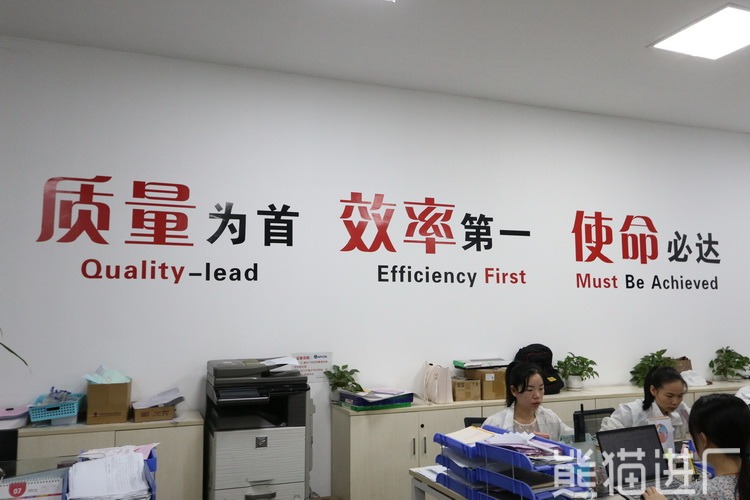 质量为首
Quality-lead
效率第一
Efficiency First
使命必达
Must Be Achieved
07
熊猫进厂